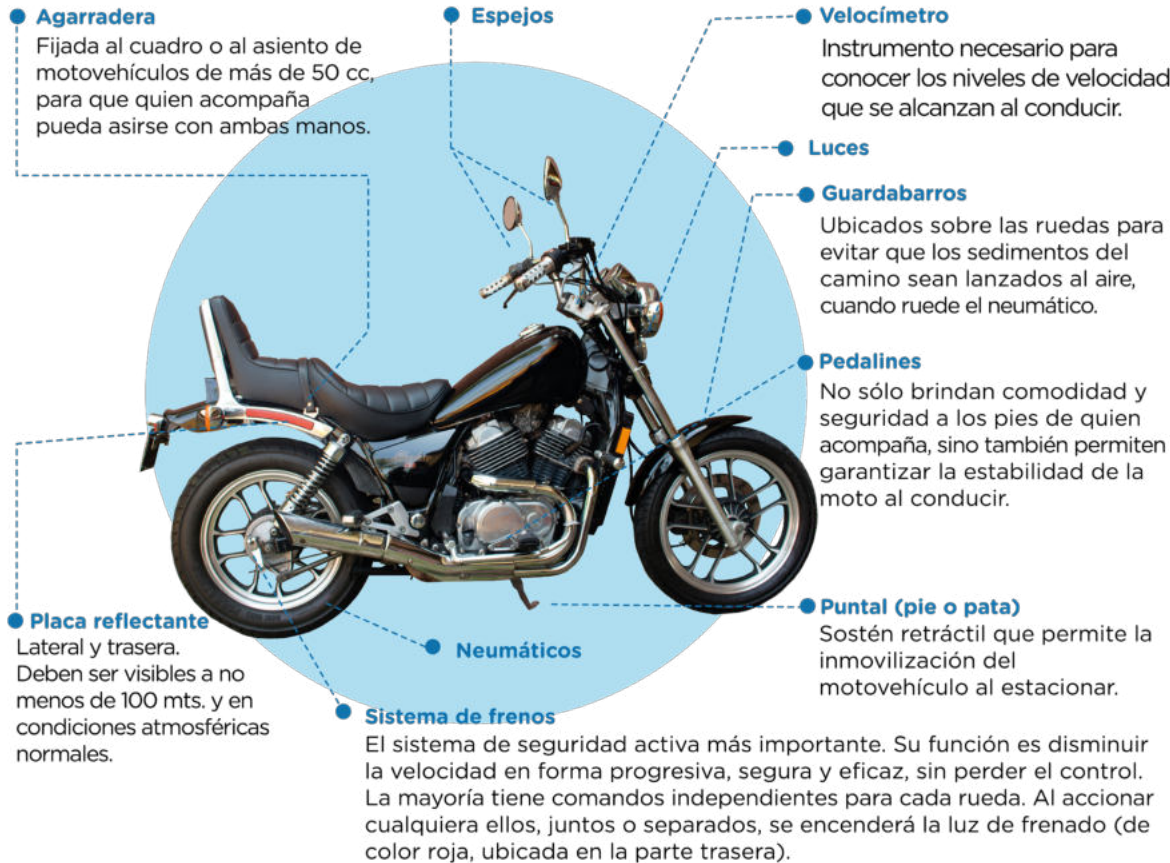 Agarradera
Fijada al cuadro o al asiento de
motovehículos de más de 50 cc,
para que quien acompaña
pueda asirse con ambas manos.
Espejos
Velocímetro
Instrumento necesario para
conocer los niveles de velocidad
que se alcanzan al conducir.
Luces
Guardabarros
Ubicados sobre las ruedas para
evitar que los sedimentos del
camino sean lanzados al aire,
cuando ruede el neumático.
Pedalines
No sólo brindan comodidad y
seguridad a los pies de quien
acompaña, sino también permiten
garantizar la estabilidad de la
moto al conducir.
Puntal (pie o pata)
Sostén retráctil que permite la
inmovilización del
motovehículo al estacionar.
Placa reflectante
Lateral y trasera.
Deben ser visibles a no
menos de 100 mts. y en
condiciones atmosféricas
normales.
Neumáticos
Sistema de frenos
El sistema de seguridad activa más importante. Su función es disminuir
la velocidad en forma progresiva, segura y eficaz, sin perder el control.
La mayoría tiene comandos independientes para cada rueda. Al accionar
cualquiera ellos, juntos o separados, se encenderá la luz de frenado (de
color roja, ubicada en la parte trasera).